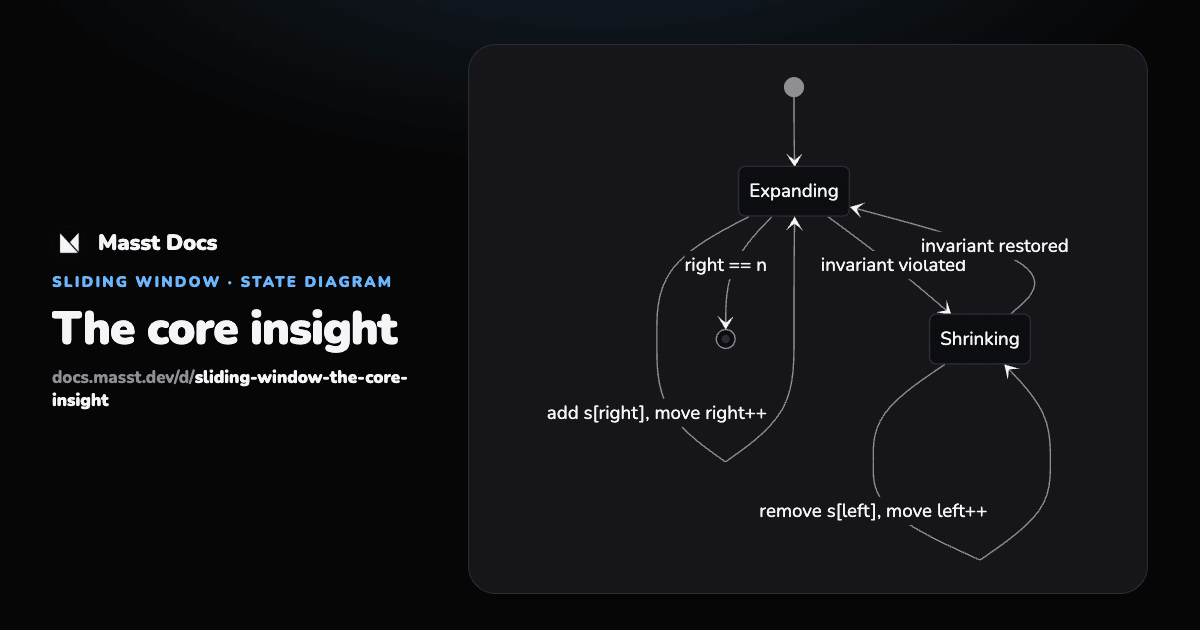 Masst Docs
SLIDING WINDOW · STATE DIAGRAM
The core insight
docs.masst.dev/d/sliding-window-the-core-
insight
Expanding
invariant restored
right == n
invariant violated
Shrinking
add s[right], move right++
remove s[left], move left++